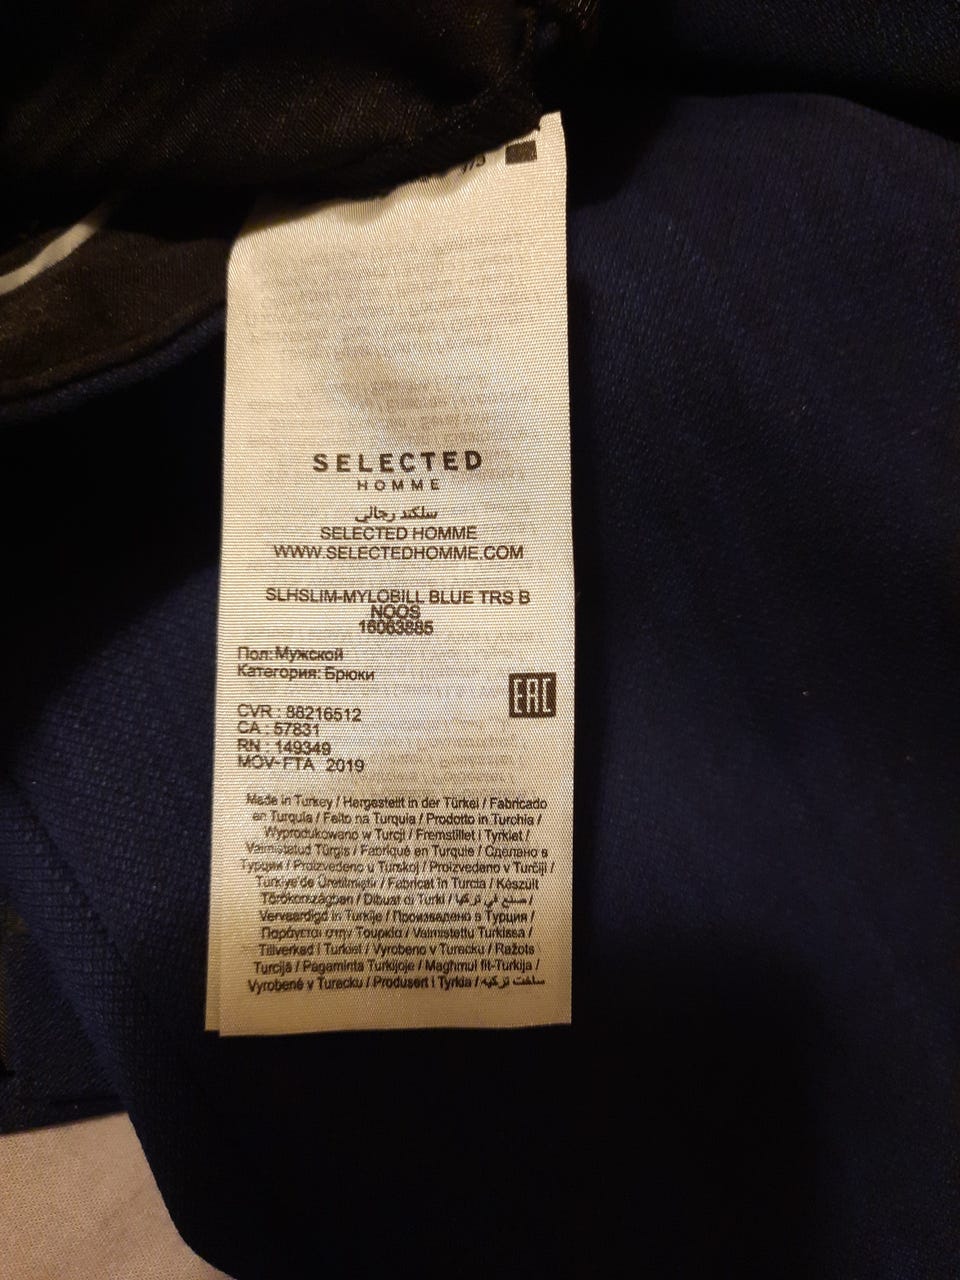 SELECTED
HOMME
سلكتد رجالي
SELECTED HOMME
WWW.SELECTEDHOMME.COM
SLHSLIM-MYLOBILL BLUE TRS B
NOOS
16063885
Пол: Мужской
Категория: Брюки
EAC
CVR : 88216512
CA : 57831
RN : 149349
MOV-FTA 2019
Made in Turkey / Hergestellt in der Türkei / Fabricado
en Turquía / Feito na Turquia / Prodotto in Turchia /
Wyprodukowano w Turcji / Fremstillet i Tyrkiet /
Valmistatud Türgis / Fabriqué en Turquie / Сделано в
Турции / Proizvedeno u Turskoj / Proizvedeno v Turčiji /
Türkiye'de Üretilmiştir / Fabricat în Turcia / Készült
Törökországban / Dibuat di Turki / صنع في تركيا /
Vervaardigd in Turkije / Произведено в Турция /
Παράγεται στην Τουρκία / Valmistettu Turkissa /
Tillverkad i Turkiet / Vyrobeno v Turecku / Ražots
Turcijā / Pagaminta Turkijoje / Maghmul fit-Turkija /
Vyrobené v Turecku / Produsert i Tyrkia / ساخت ترکیه